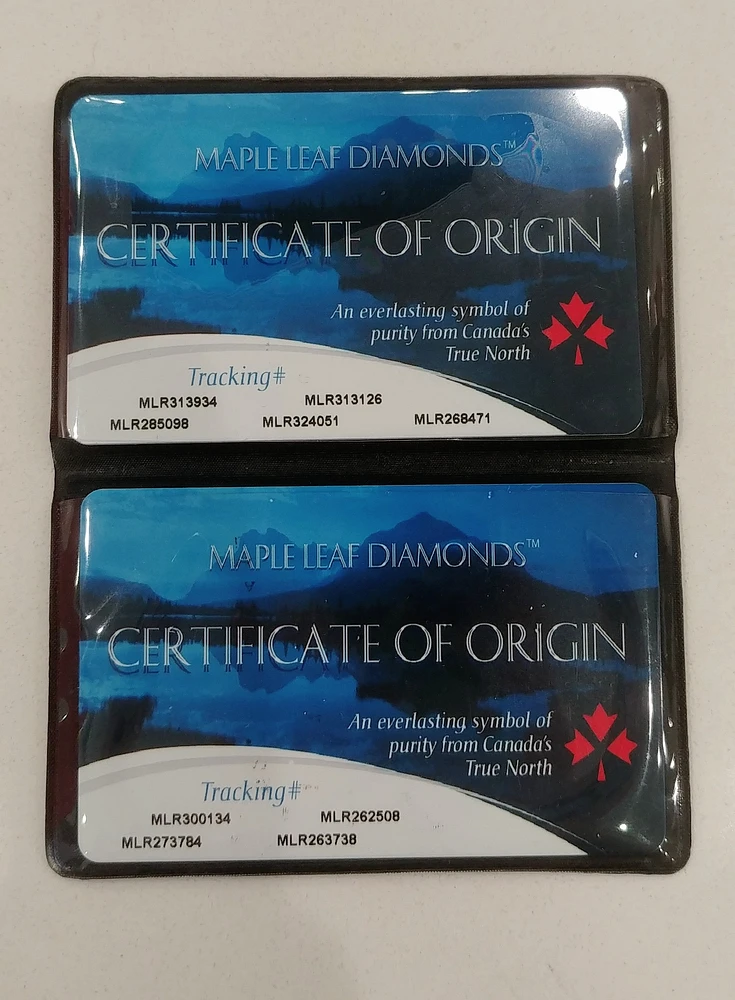 MAPLE LEAF DIAMONDS™
CERTIFICATE OF ORIGIN
An everlasting symbol of
purity from Canada's
True North
Tracking#
MLR313934 MLR313126
MLR285098 MLR324051 MLR268471
MAPLE LEAF DIAMONDS™
CERTIFICATE OF ORIGIN
An everlasting symbol of
purity from Canada's
True North
Tracking#
MLR300134 MLR262508
MLR273784 MLR263738